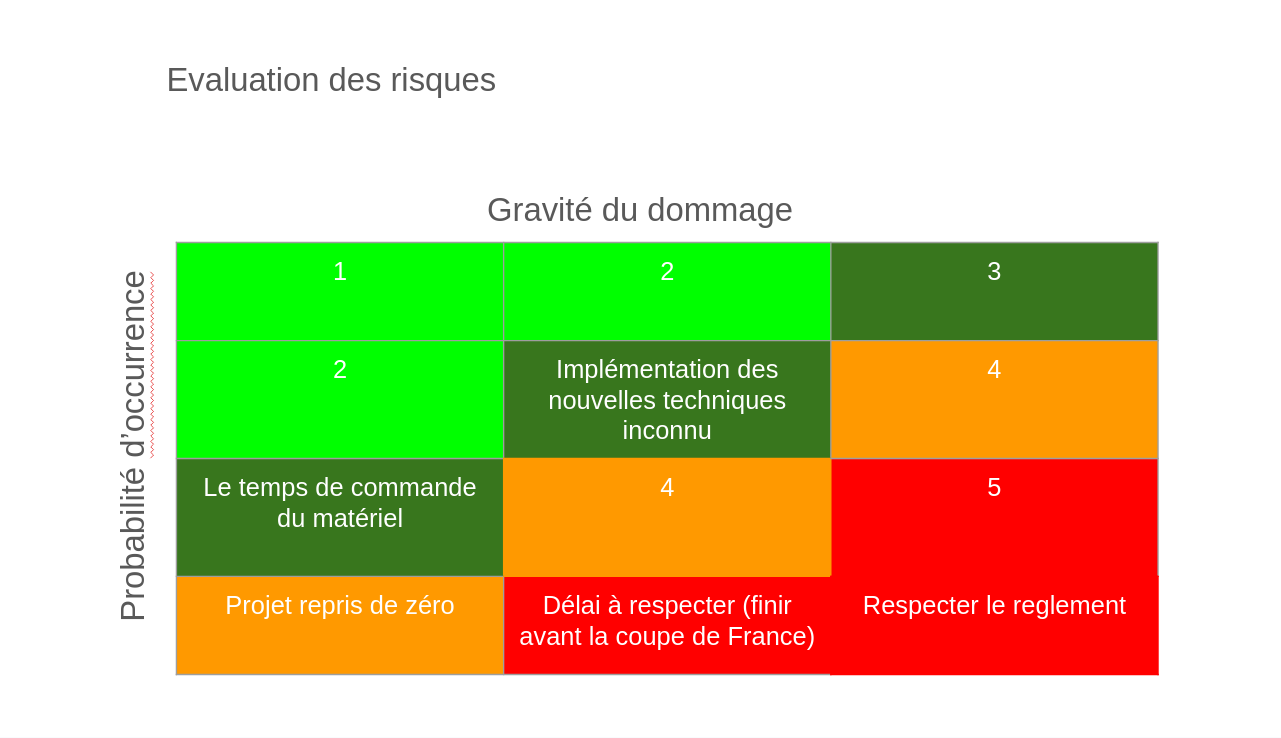 Evaluation des risques
Gravité du dommage
Probabilité d’occurrence
1
2
3
2
Implémentation des
nouvelles techniques
inconnu
4
Le temps de commande
du matériel
4
5
Projet repris de zéro
Délai à respecter (finir
avant la coupe de France)
Respecter le reglement